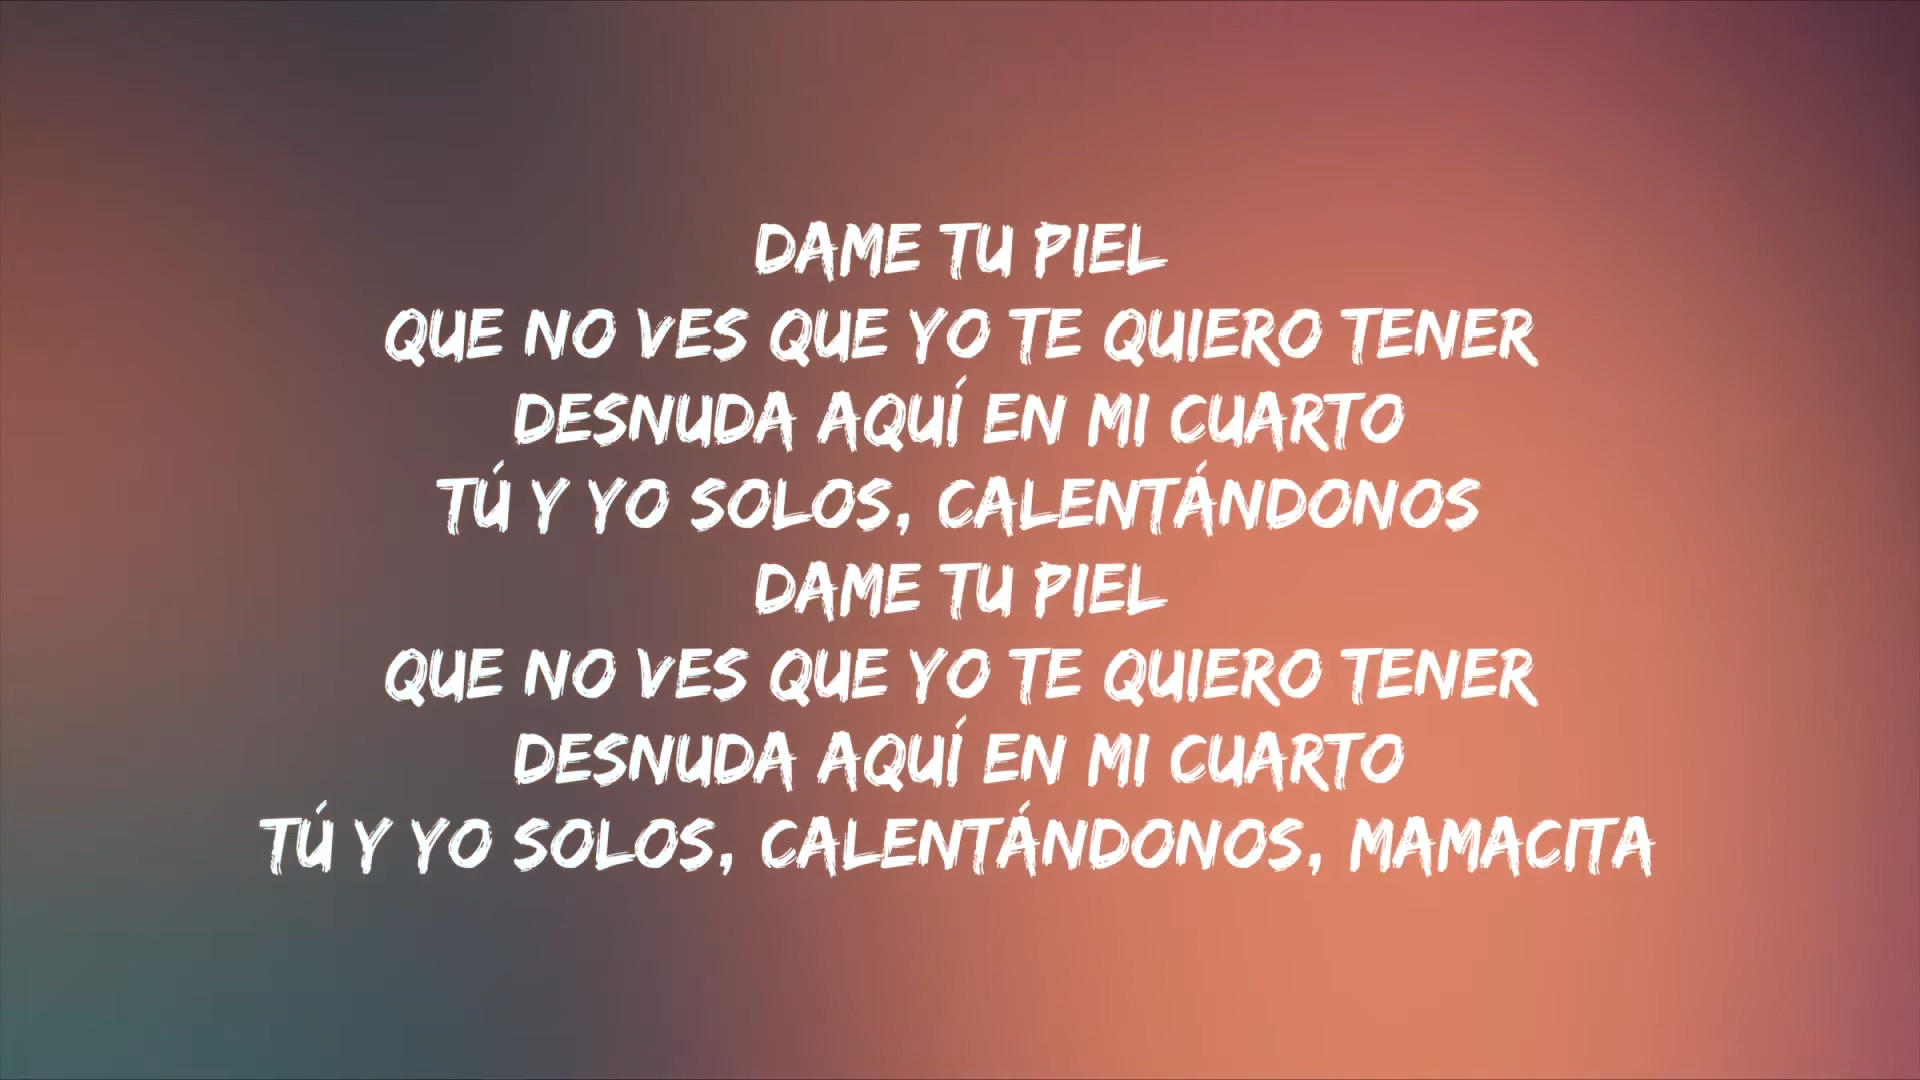 DAME TU PIEL
QUE NO VES QUE YO TE QUIERO TENER
DESNUDA AQUÍ EN MI CUARTO
TÚ Y YO SOLOS, CALENTÁNDONOS
DAME TU PIEL
QUE NO VES QUE YO TE QUIERO TENER
DESNUDA AQUÍ EN MI CUARTO
TÚ Y YO SOLOS, CALENTÁNDONOS, MAMACITA